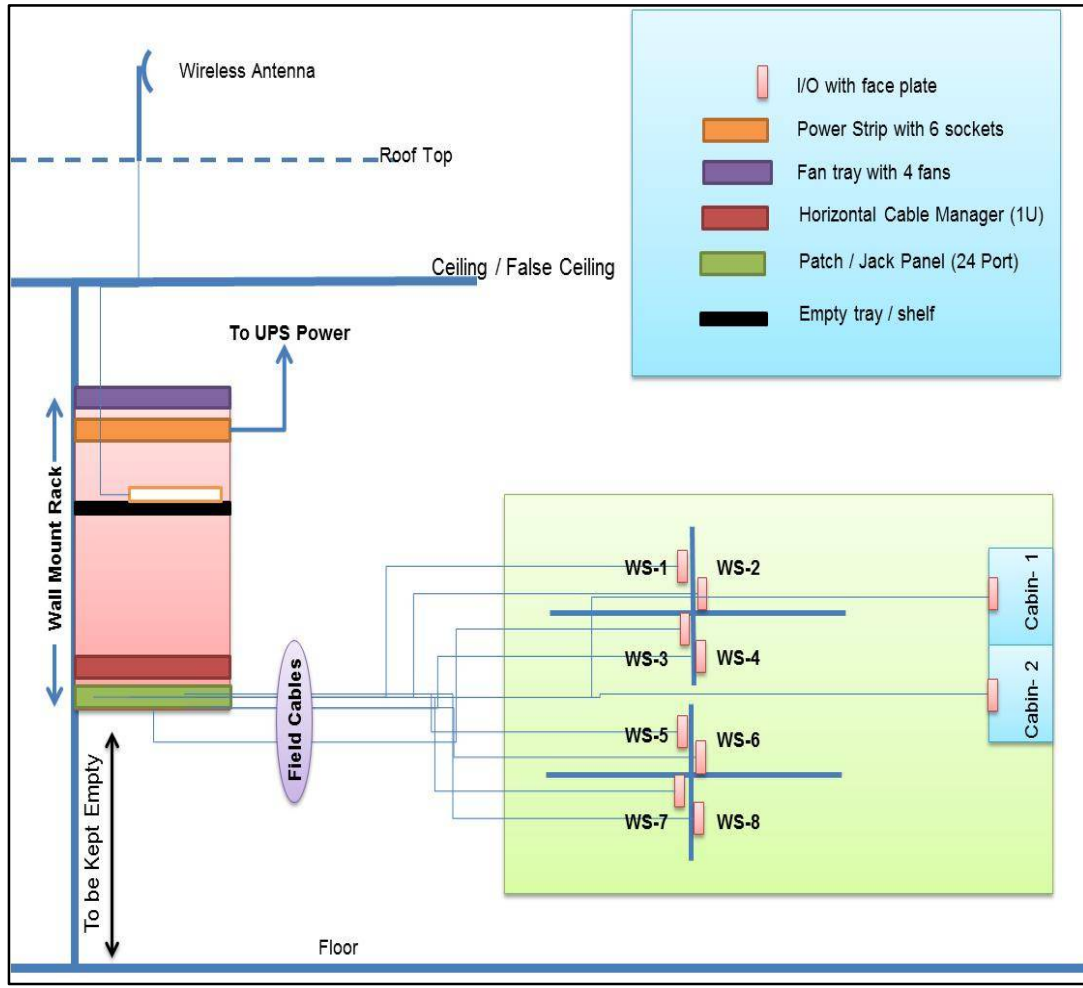 Wireless Antenna
Roof Top
Ceiling / False Ceiling
I/O with face plate
Power Strip with 6 sockets
Fan tray with 4 fans
Horizontal Cable Manager (1U)
Patch / Jack Panel (24 Port)
Empty tray / shelf
To UPS Power
Wall Mount Rack
Field Cables
To be Kept Empty
WS-1
WS-2
WS-3
WS-4
WS-5
WS-6
WS-7
WS-8
Cabin- 1
Cabin- 2
Floor